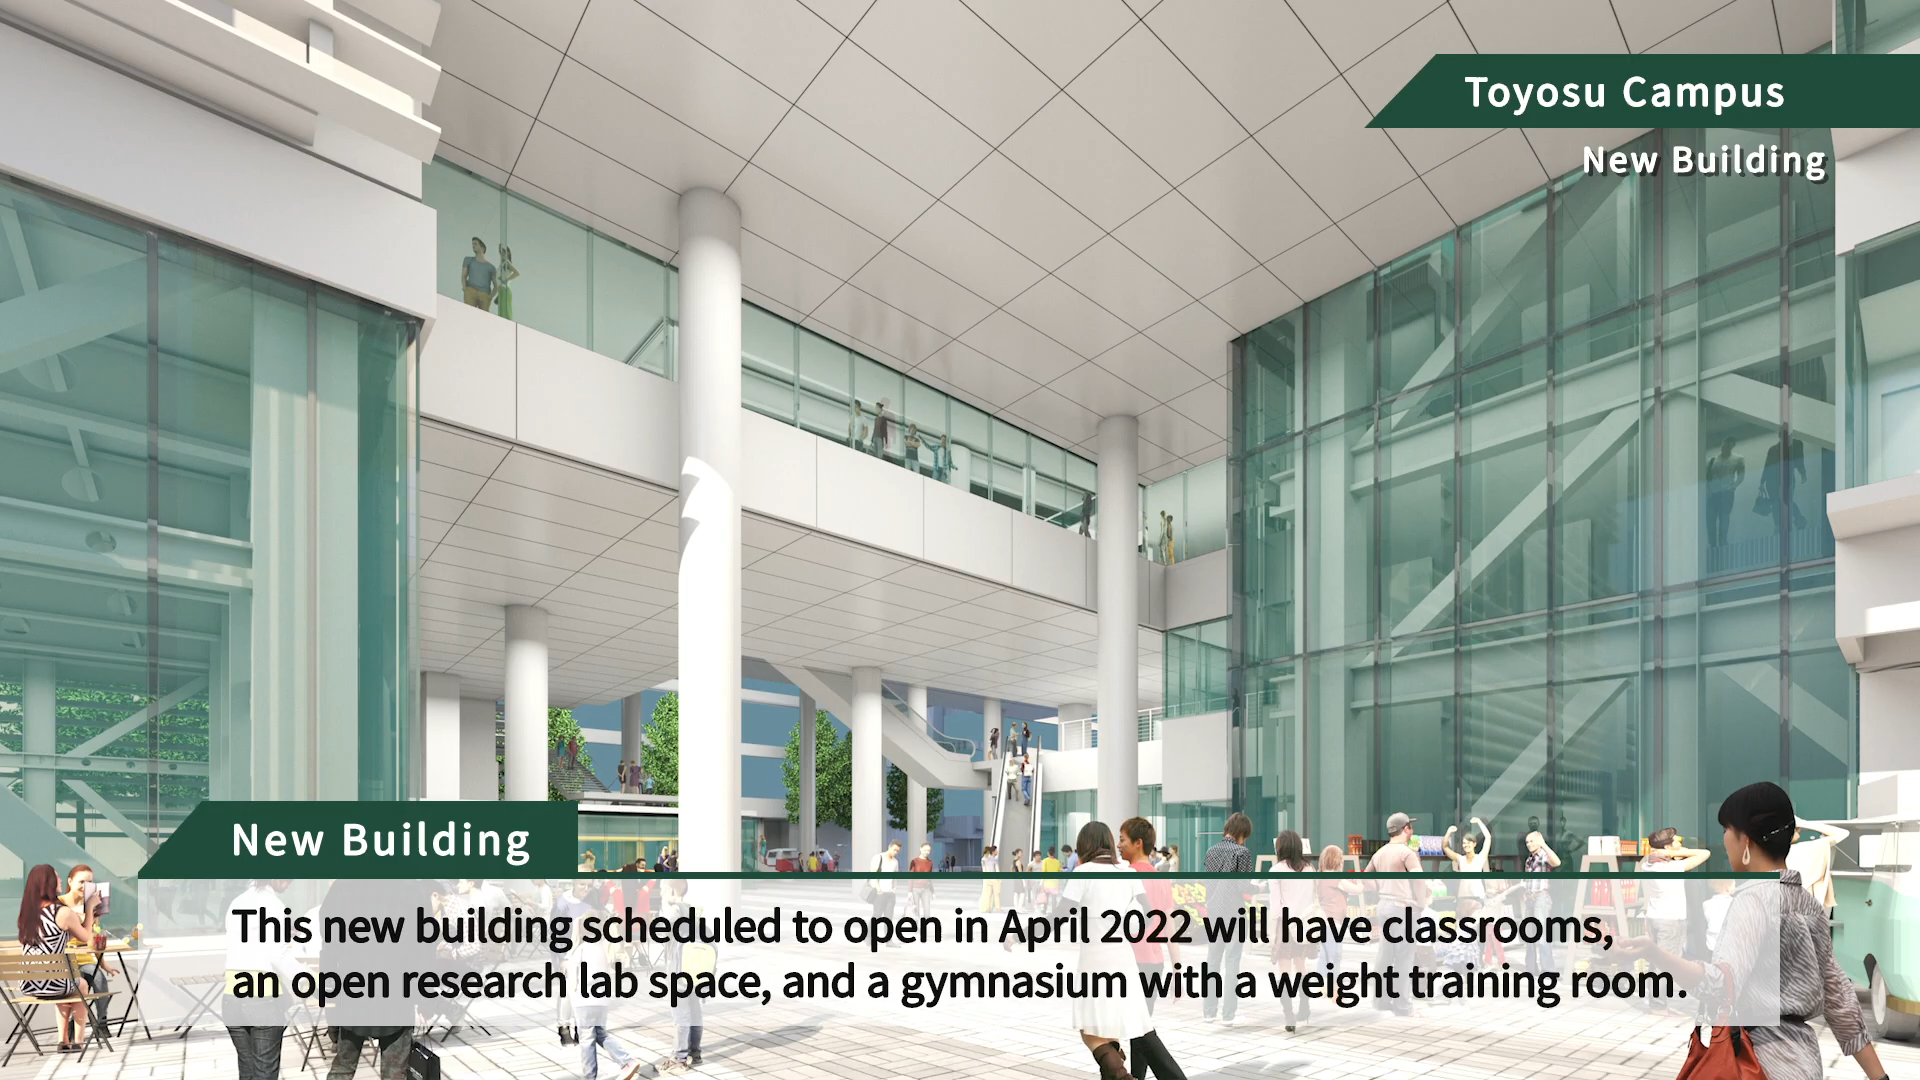 Toyosu Campus
New Building
New Building
This new building scheduled to open in April 2022 will have classrooms,
an open research lab space, and a gymnasium with a weight training room.